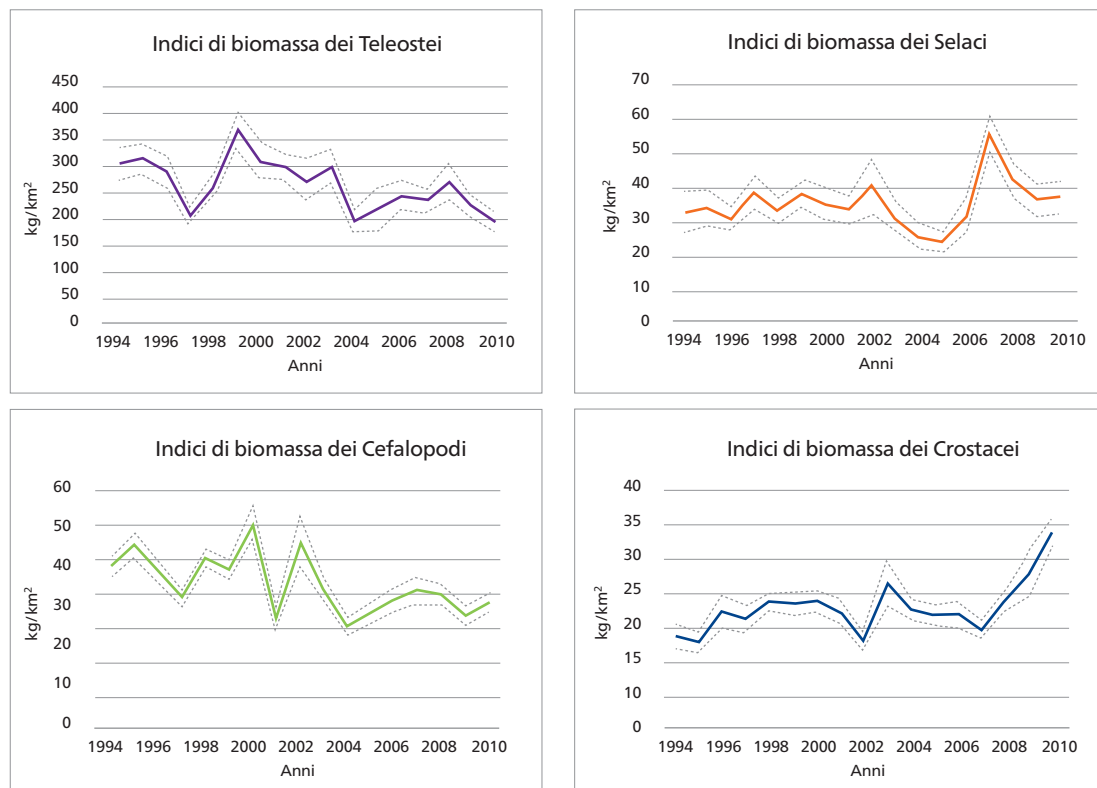 Indici di biomassa dei Teleostei
450
400
350
300
250
200
150
100
50
0
kg/km²
1994 1996 1998 2000 2002 2004 2006 2008 2010
Anni
Indici di biomassa dei Selaci
70
60
50
40
30
20
10
0
kg/km²
1994 1996 1998 2000 2002 2004 2006 2008 2010
Anni
Indici di biomassa dei Cefalopodi
60
50
40
30
20
10
0
kg/km²
1994 1996 1998 2000 2002 2004 2006 2008 2010
Anni
Indici di biomassa dei Crostacei
40
35
30
25
20
15
10
0
kg/km²
1994 1996 1998 2000 2002 2004 2006 2008 2010
Anni